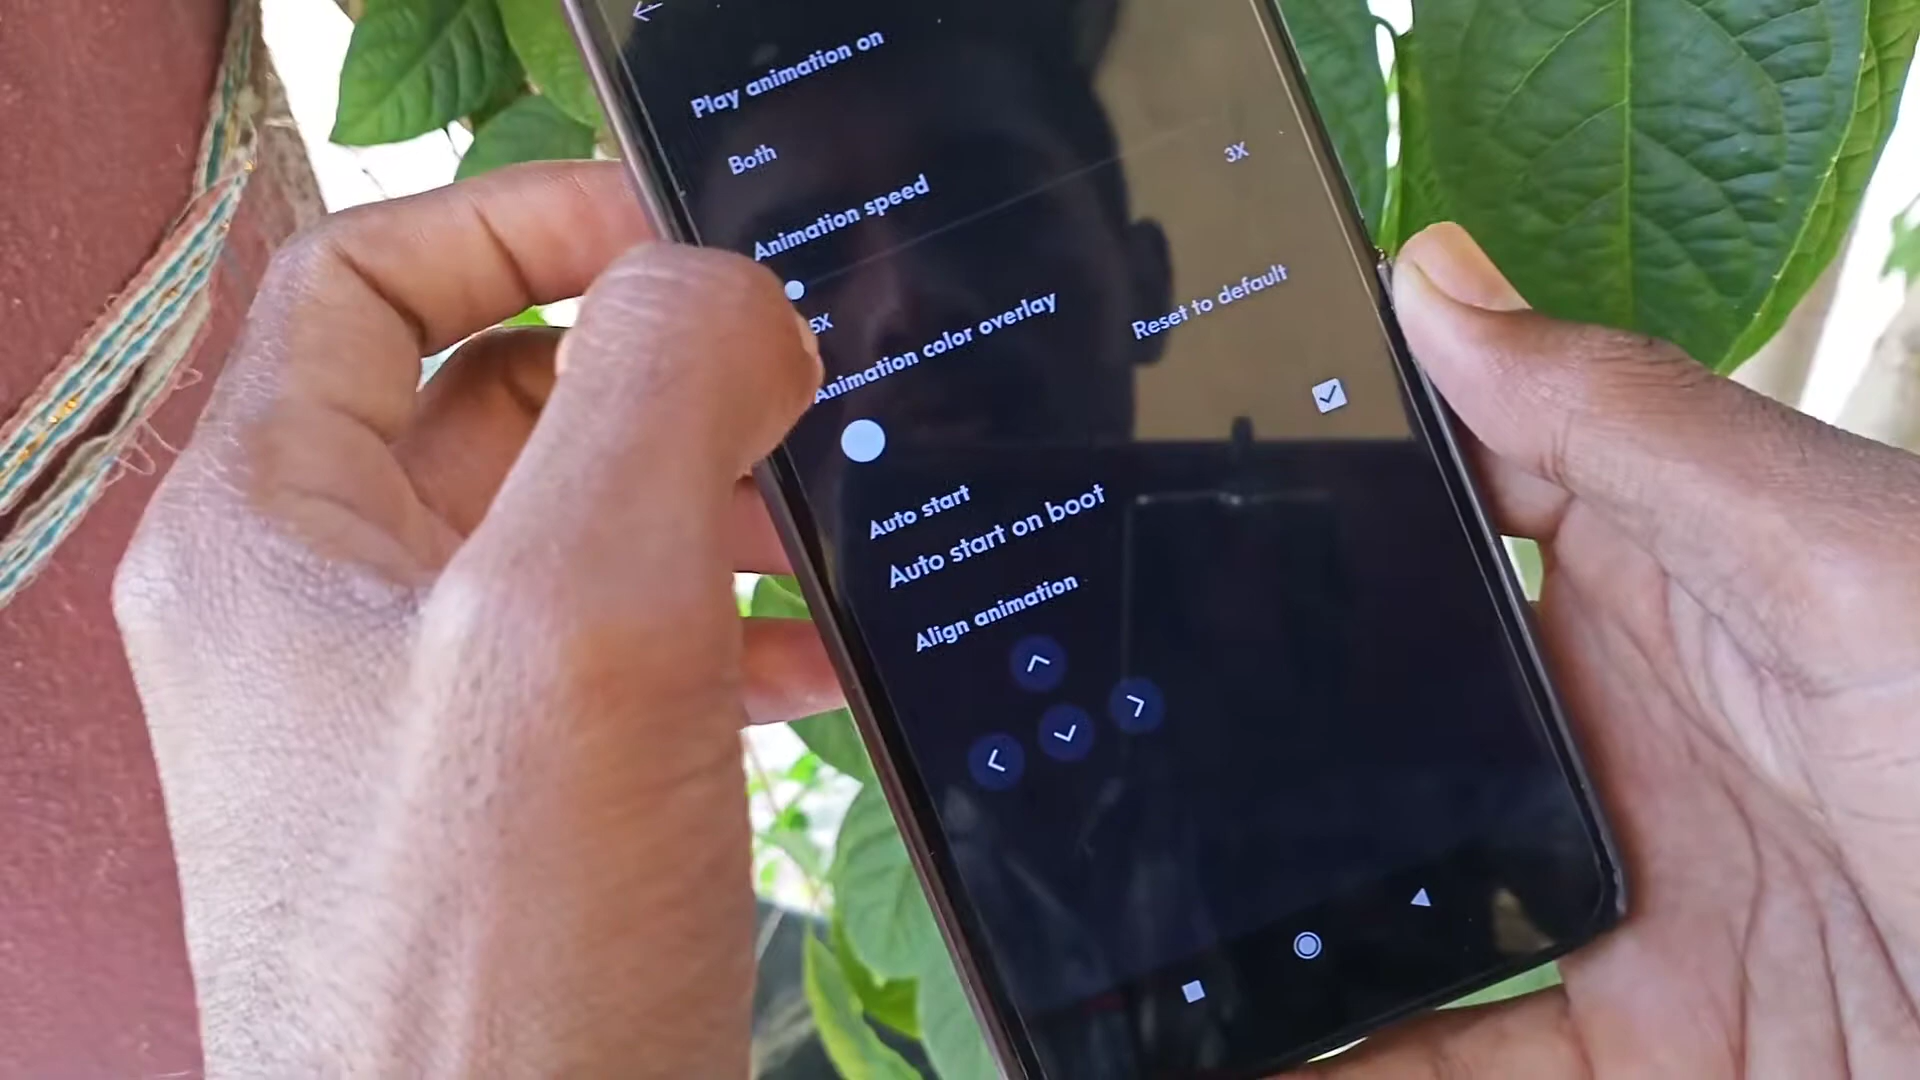 Play animation on
Both
Animation speed
3X
5X
Animation color overlay
Reset to default
Auto start
Auto start on boot
Align animation